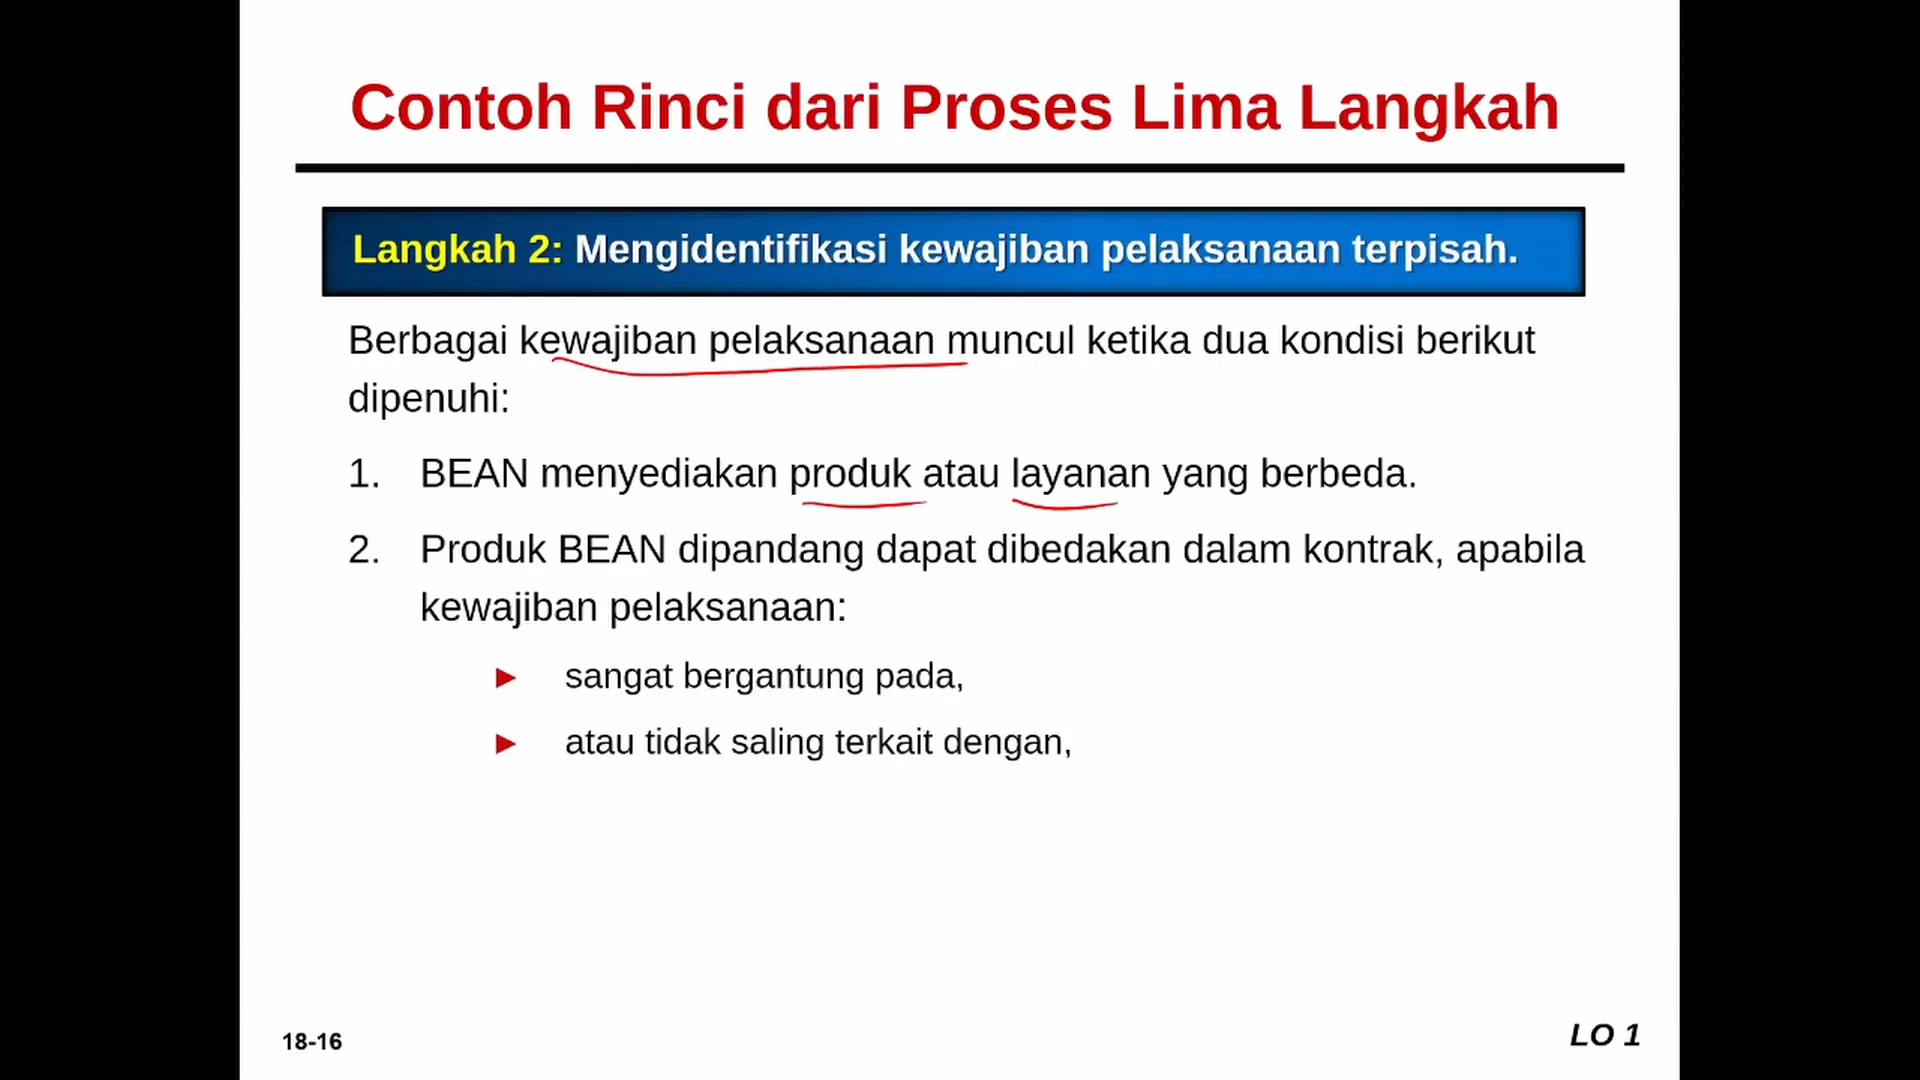 Contoh Rinci dari Proses Lima Langkah
Langkah 2: Mengidentifikasi kewajiban pelaksanaan terpisah.
Berbagai kewajiban pelaksanaan muncul ketika dua kondisi berikut
dipenuhi:
1. BEAN menyediakan produk atau layanan yang berbeda.
2. Produk BEAN dipandang dapat dibedakan dalam kontrak, apabila
kewajiban pelaksanaan:
► sangat bergantung pada,
► atau tidak saling terkait dengan,
18-16
LO 1